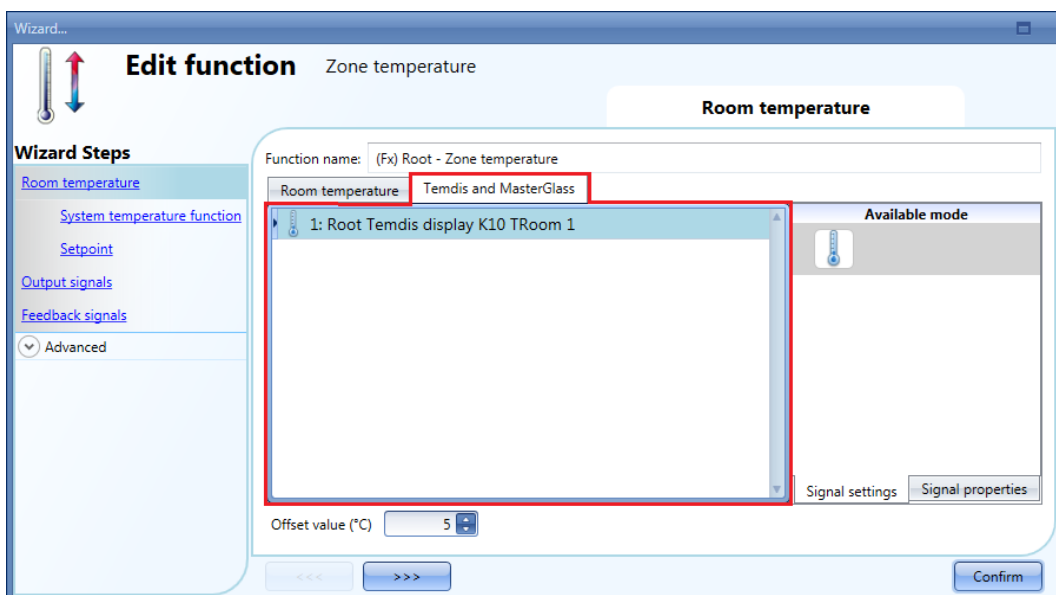 Wizard...
Edit function Zone temperature
Room temperature
Wizard Steps
Room temperature
System temperature function
Setpoint
Output signals
Feedback signals
Advanced
Function name: (Fx) Root - Zone temperature
Room temperature Temdis and MasterGlass
1: Root Temdis display K10 TRoom 1
Available mode
Signal settings Signal properties
Offset value (°C) 5
<<< >>> Confirm